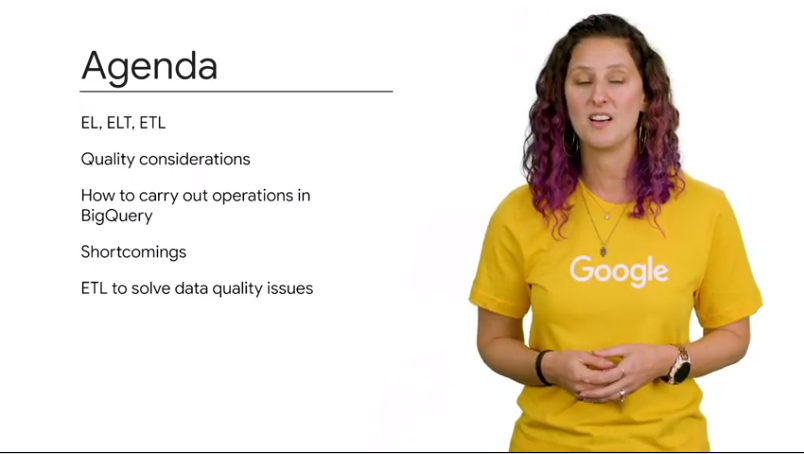 Agenda
EL, ELT, ETL
Quality considerations
How to carry out operations in
BigQuery
Shortcomings
ETL to solve data quality issues
Google